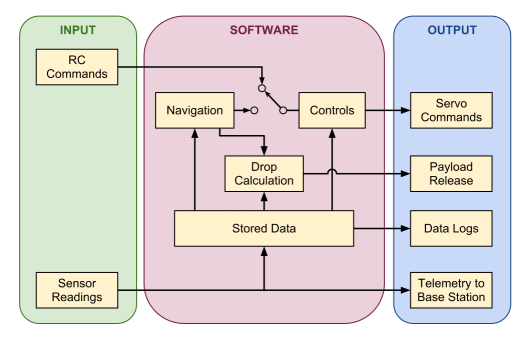 INPUT
SOFTWARE
OUTPUT
RC
Commands
Navigation
Controls
Servo
Commands
Drop
Calculation
Payload
Release
Stored Data
Data Logs
Sensor
Readings
Telemetry to
Base Station